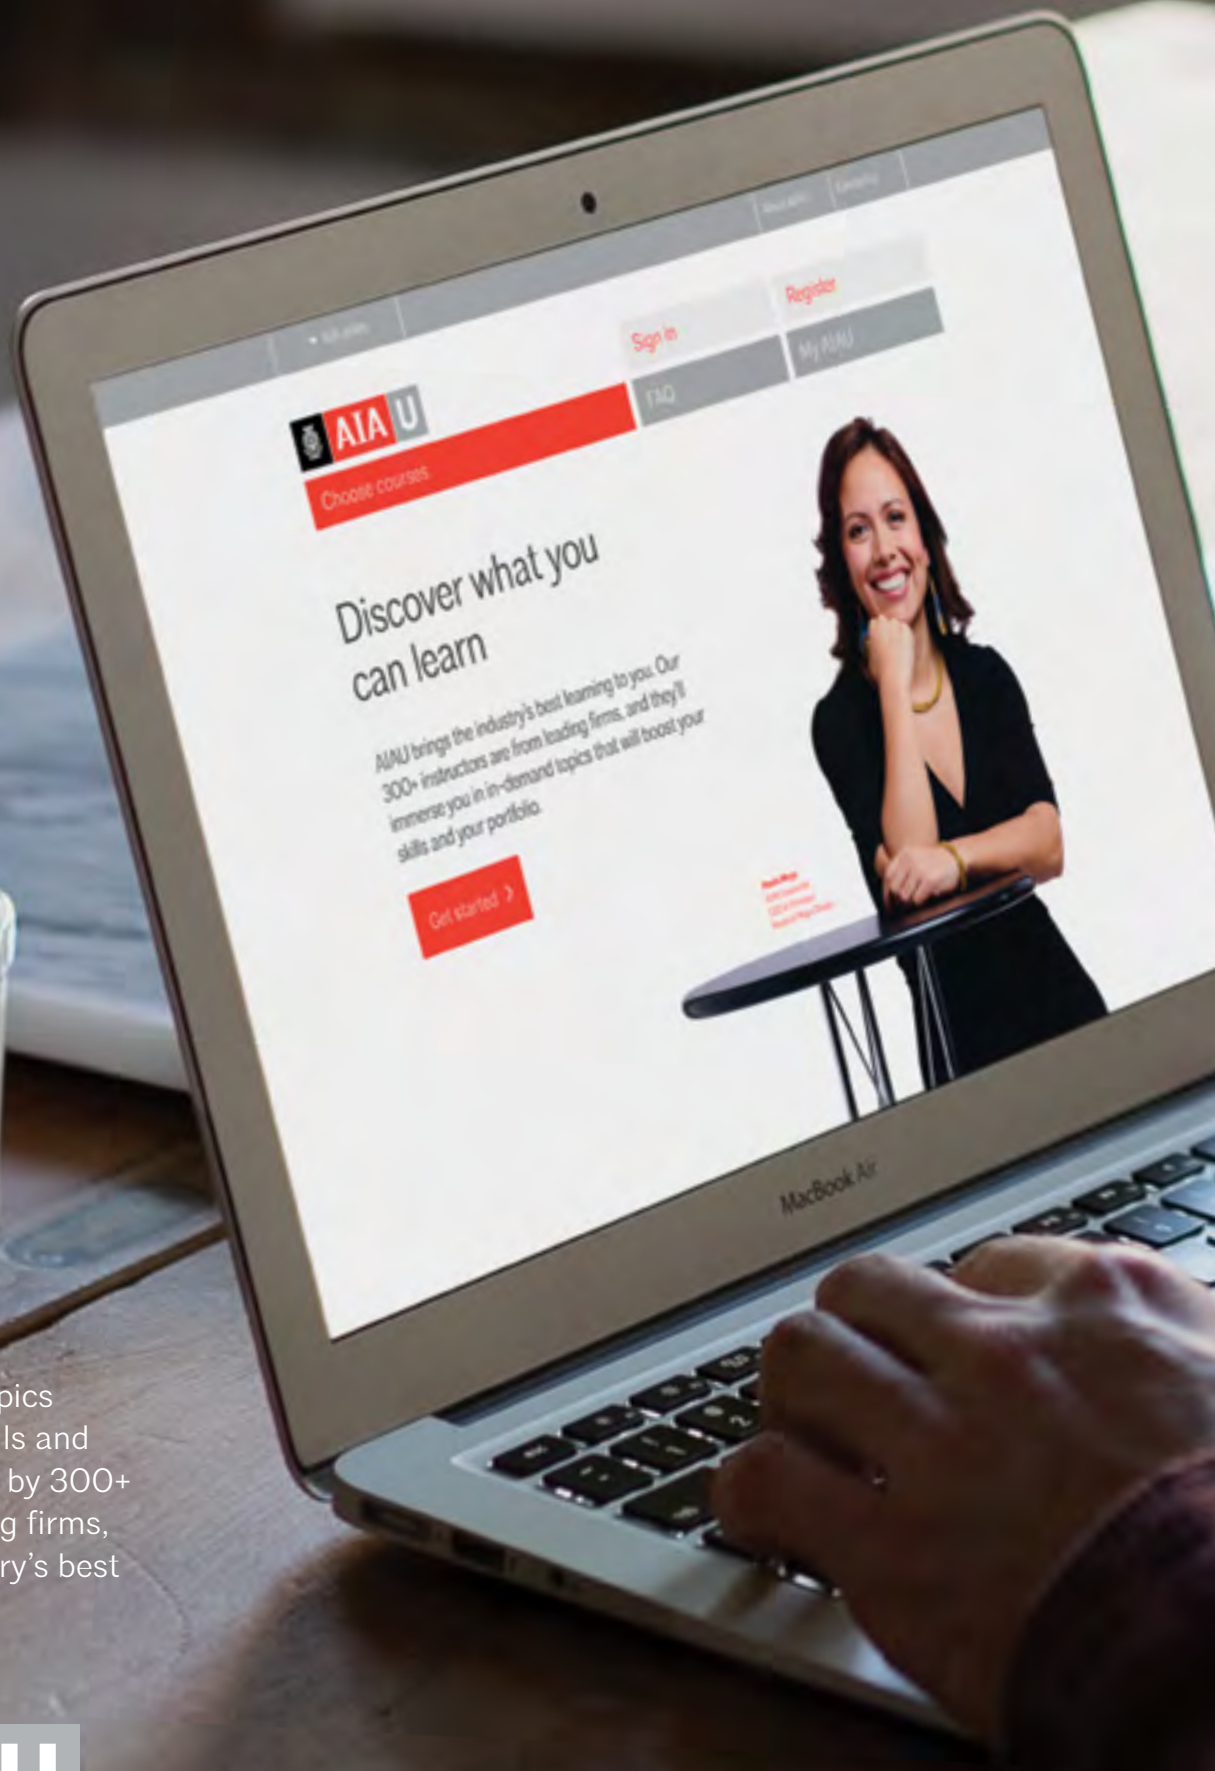 Register
Sign in
My AIAU
FAQ
AIA U
Choose courses
Discover what you
can learn
AIAU brings the industry's best learning to you. Our
300+ instructors are from leading firms, and they'll
immerse you in in-demand topics that will boost your
skills and your portfolio.
Get started >
MacBook Air
pics
ls and
by 300+
g firms,
ry's best
U